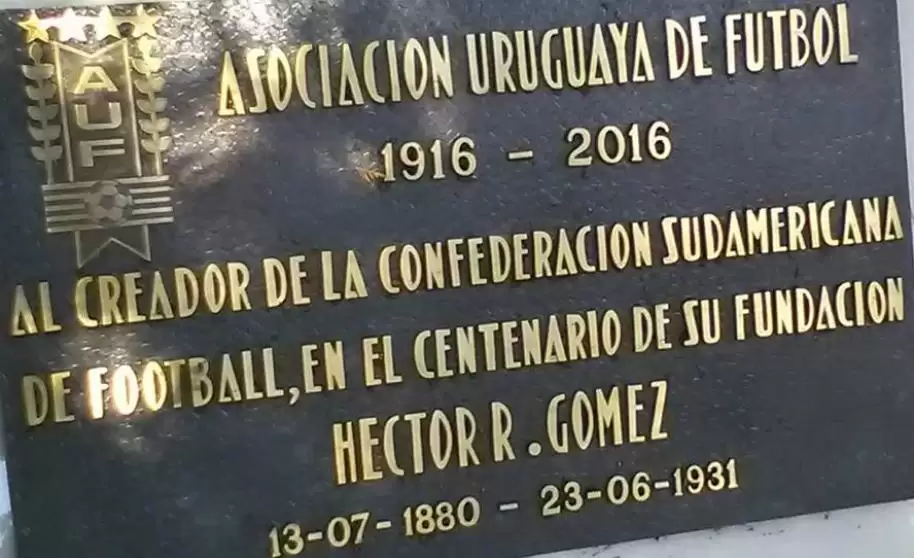 AUF
ASOCIACION URUGUAYA DE FUTBOL
1916 - 2016
AL CREADOR DE LA CONFEDERACION SUDAMERICANA
DE FOOTBALL, EN EL CENTENARIO DE SU FUNDACION
HECTOR R. GOMEZ
13-07-1880 - 23-06-1931